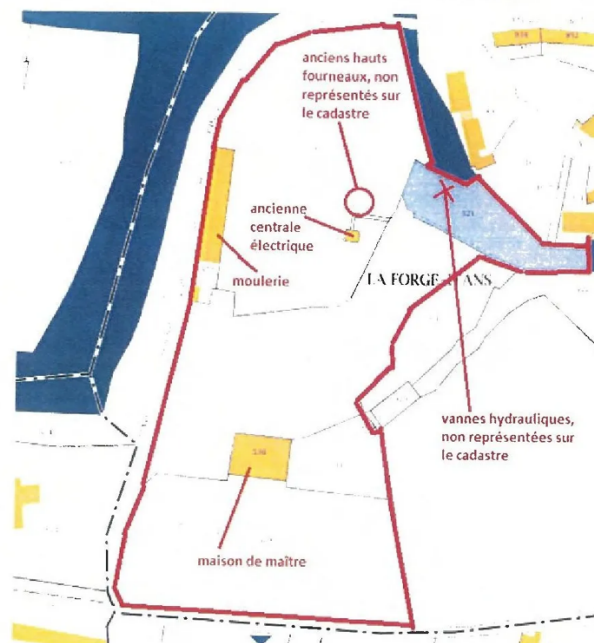 anciens hauts
fourneaux, non
représentés sur
le cadastre
ancienne
centrale
électrique
moulerie
LA FORGE
ANS
vannes hydrauliques,
non représentées sur
le cadastre
maison de maître